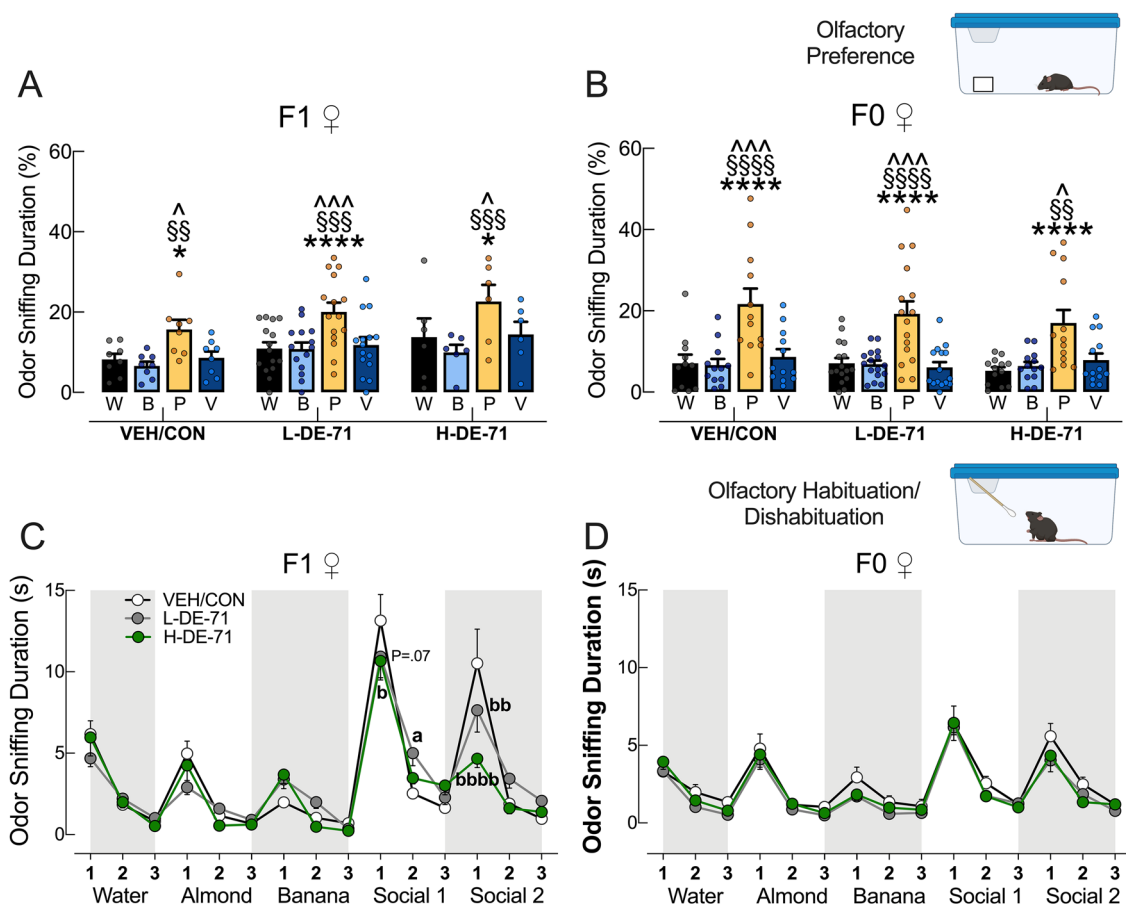 Olfactory
Preference
A
F1 ♀
Odor Sniffing Duration (%)
60
40
20
0
^
§§
*
^^^
§§§
****
^
§§§
*
W B P V W B P V W B P V
VEH/CON L-DE-71 H-DE-71
B
F0 ♀
Odor Sniffing Duration (%)
60
40
20
0
^^^
§§§§
****
^^^
§§§§
****
^
§§
****
W B P V W B P V W B P V
VEH/CON L-DE-71 H-DE-71
Olfactory Habituation/
Dishabituation
C
F1 ♀
Odor Sniffing Duration (s)
15
10
5
0
VEH/CON
L-DE-71
H-DE-71
P=.07
b
a
bb
bbbb
1 2 3 1 2 3 1 2 3 1 2 3 1 2 3
Water Almond Banana Social 1 Social 2
D
F0 ♀
Odor Sniffing Duration (s)
15
10
5
0
1 2 3 1 2 3 1 2 3 1 2 3 1 2 3
Water Almond Banana Social 1 Social 2